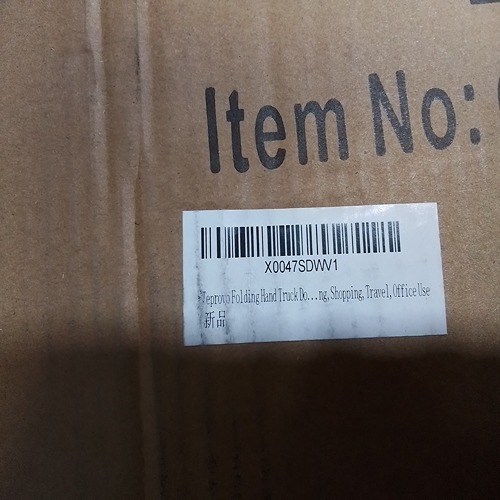 Item No:
X0047SDWV1
Folding Hand Truck Do...ng, Shopping, Travel, Office Use
新品